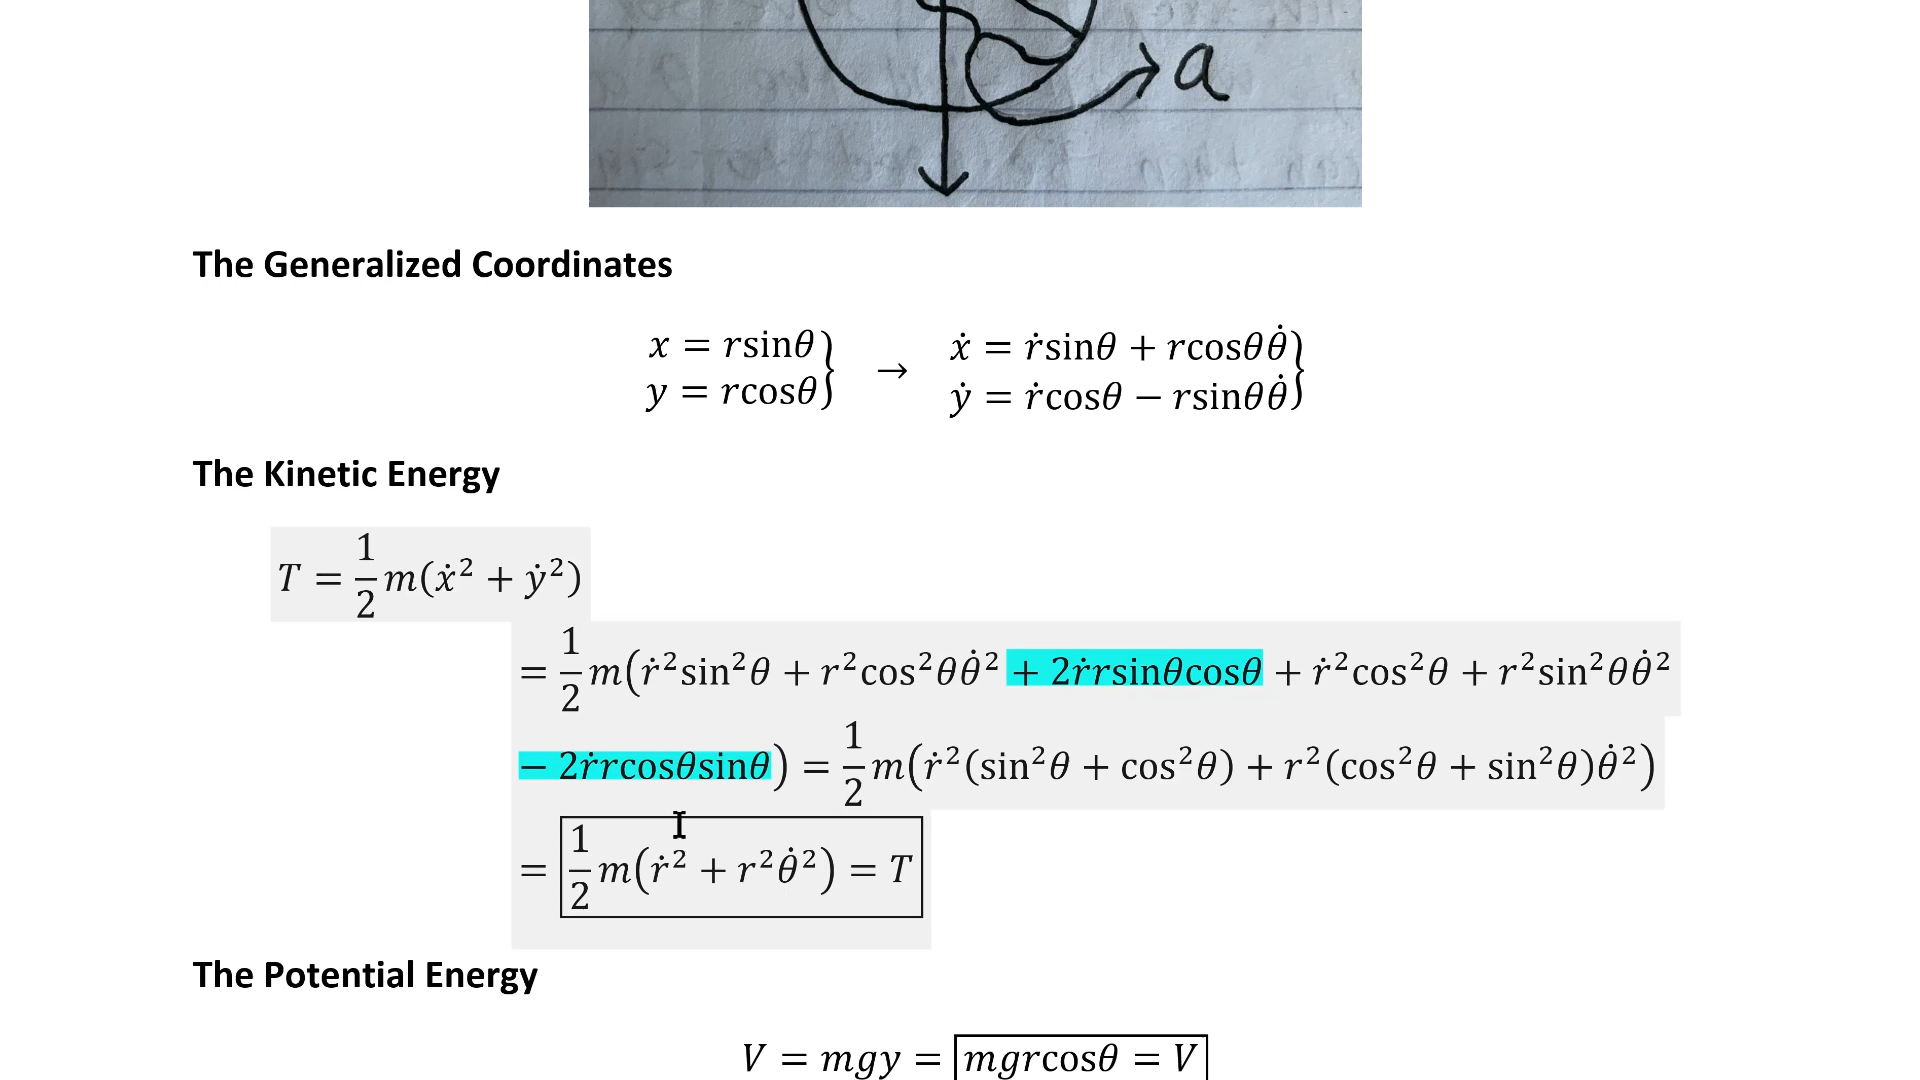 a
The Generalized Coordinates
x = rsinθ} → ẋ = ṙsinθ + rcosθθ̇}
y = rcosθ} ẏ = ṙcosθ − rsinθθ̇}
The Kinetic Energy
T = 1/2 m(ẋ² + ẏ²)
= 1/2 m(ṙ²sin²θ + r²cos²θθ̇² + 2ṙrsinθcosθ + ṙ²cos²θ + r²sin²θθ̇²
− 2ṙrcosθsinθ) = 1/2 m(ṙ²(sin²θ + cos²θ) + r²(cos²θ + sin²θ)θ̇²)
= 1/2 m(ṙ² + r²θ̇²) = T
The Potential Energy
V = mgy = mgrcosθ = V